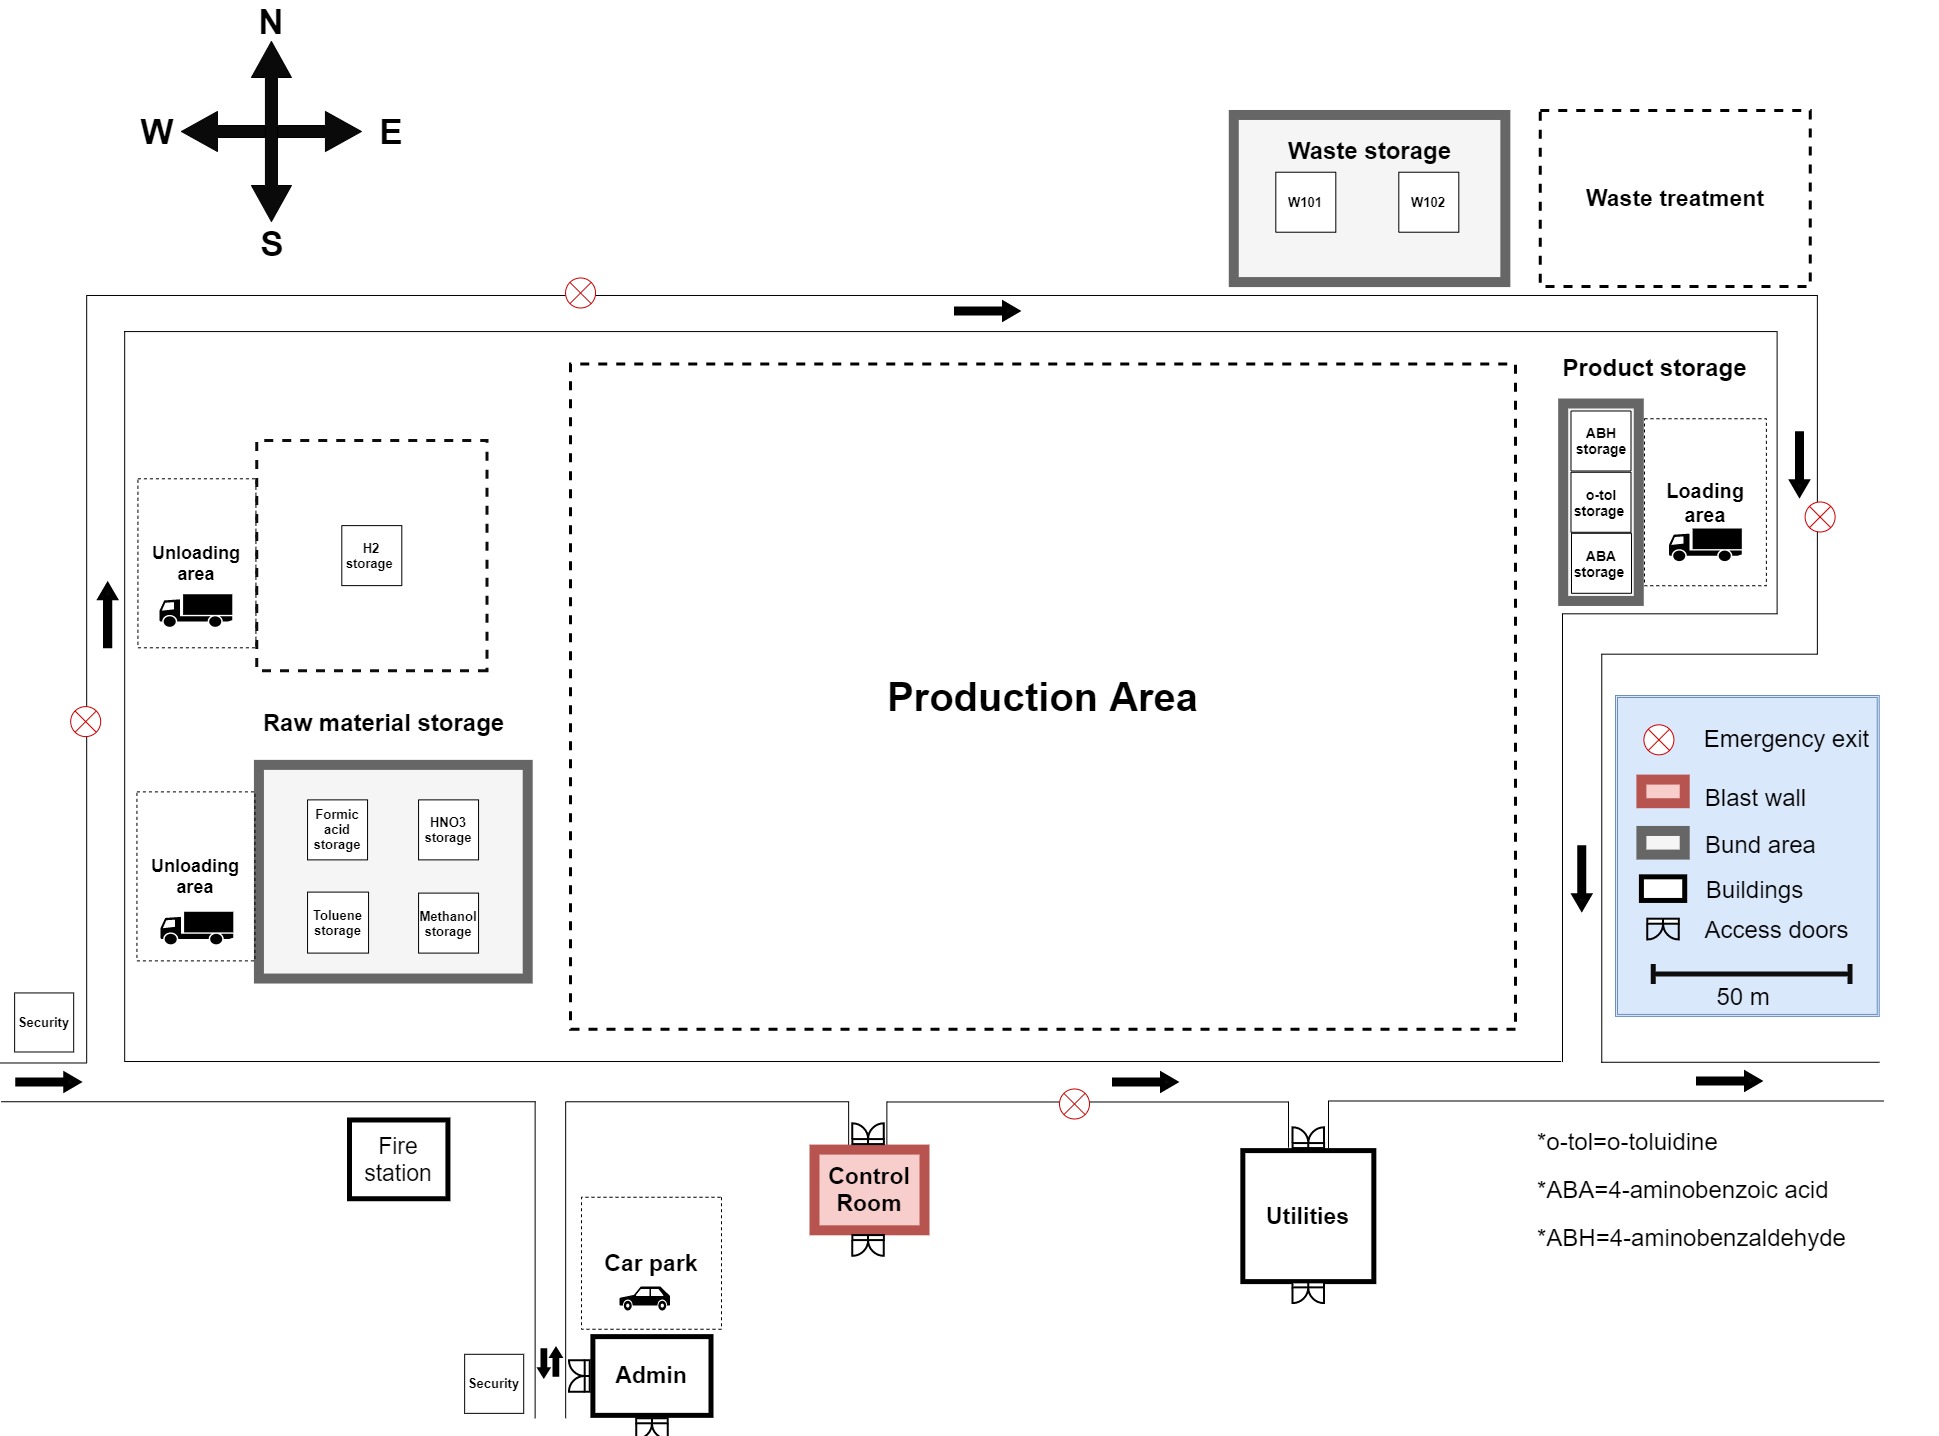 N
W
E
S
Waste storage
W101
W102
Waste treatment
Product storage
ABH
storage
o-tol
storage
ABA
storage
Loading
area
H2
storage
Unloading
area
Production Area
Raw material storage
Formic
acid
storage
HNO3
storage
Toluene
storage
Methanol
storage
Unloading
area
Emergency exit
Blast wall
Bund area
Buildings
Access doors
50 m
Security
Fire
station
Control
Room
Utilities
Car park
Security
Admin
*o-tol=o-toluidine
*ABA=4-aminobenzoic acid
*ABH=4-aminobenzaldehyde